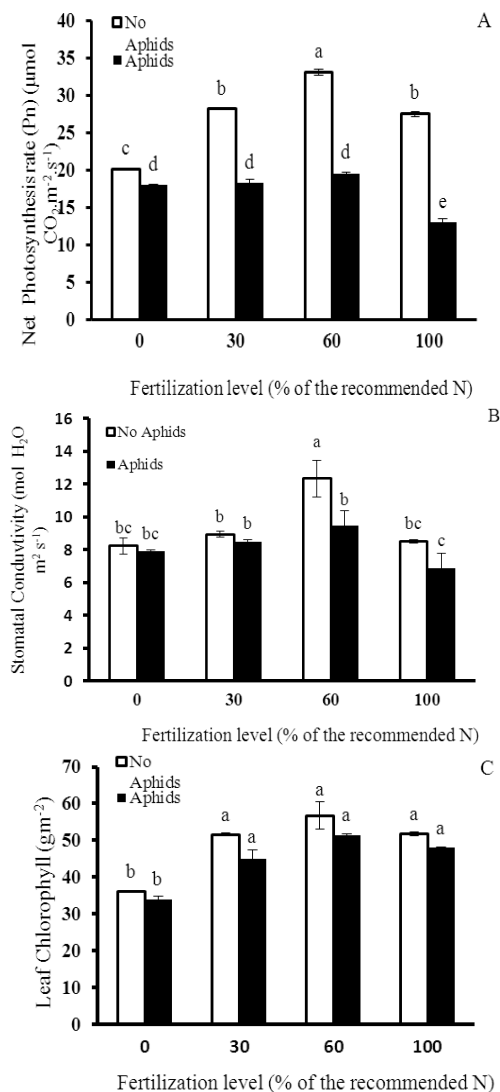 A
No
Aphids
Aphids
Net Photosynthesis rate (Pn) (μmol
CO₂.m⁻².s⁻¹)
40
35
30
25
20
15
10
5
0
c d b d a d b e
0 30 60 100
Fertilization level (% of the recommended N)
B
No Aphids
Aphids
Stomatal Conduvtivity (mol H₂O
m² s⁻¹)
16
14
12
10
8
6
4
2
0
bc bc b b a b bc c
0 30 60 100
Fertilization level (% of the recommended N)
C
No
Aphids
Aphids
Leaf Chlorophyll (gm⁻²)
70
60
50
40
30
20
10
0
b b a a a a a a
0 30 60 100
Fertilization level (% of the recommended N)